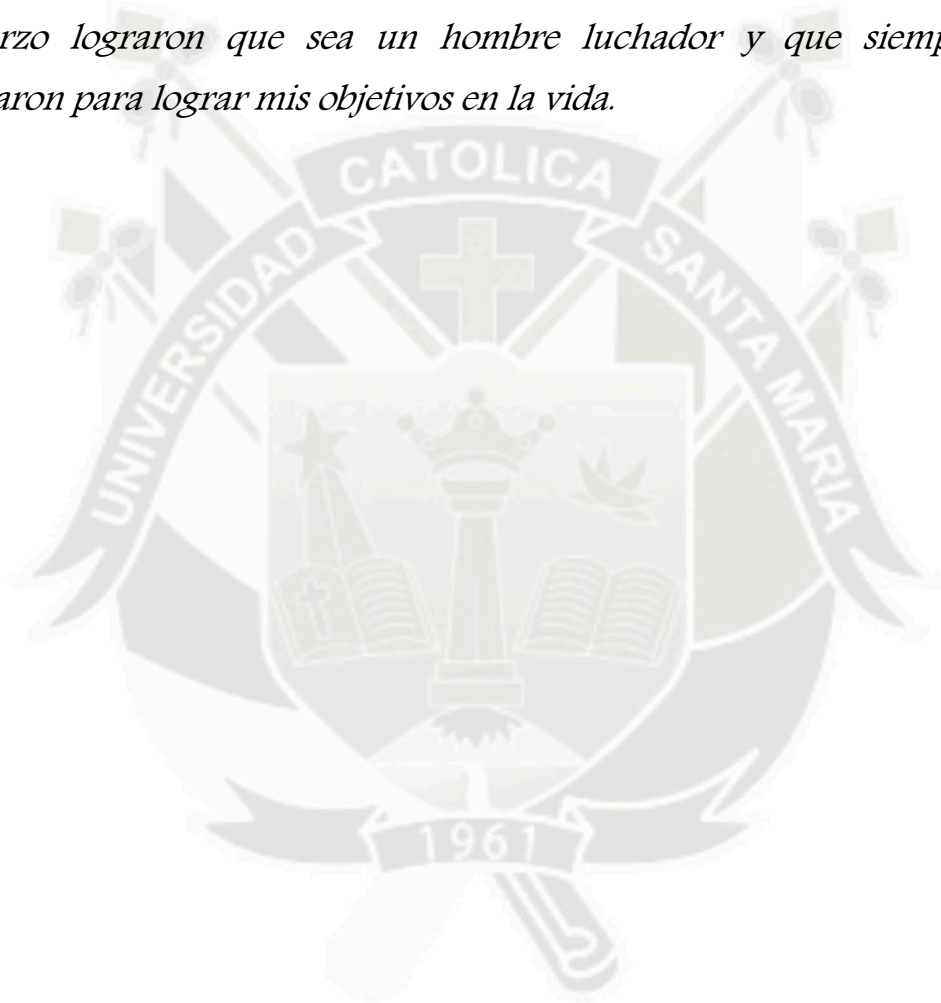 rzo lograron que sea un hombre luchador y que siemp
aron para lograr mis objetivos en la vida.
CATOLICA
UNIVERSIDAD
SANTA MARIA
1961